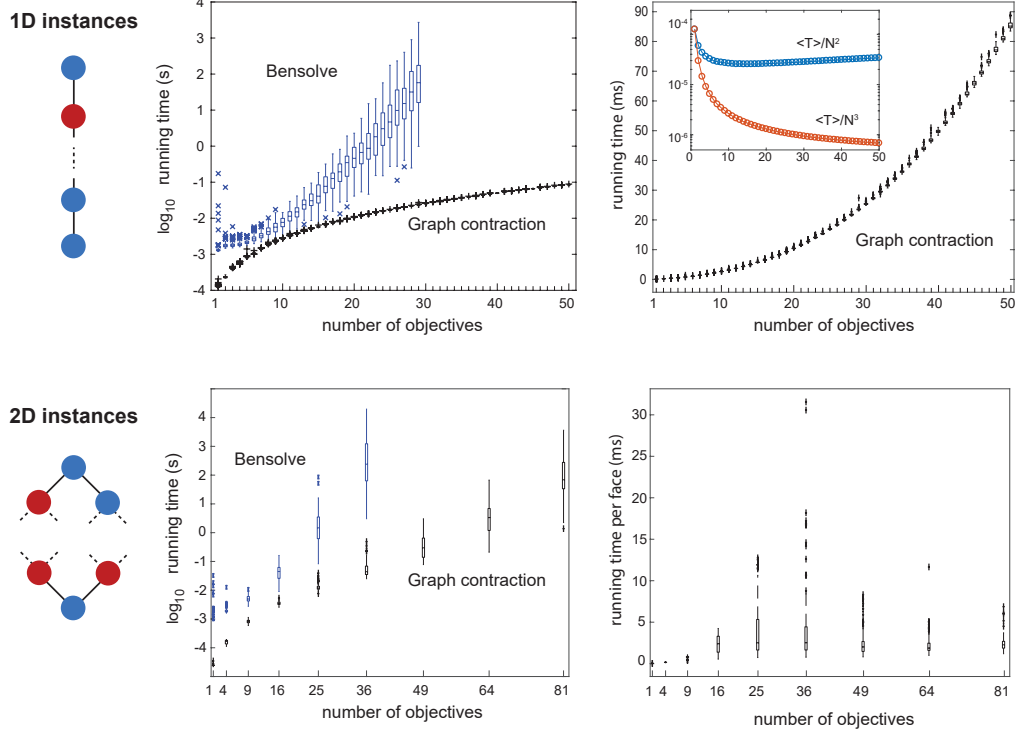 1D instances
log10 running time (s)
4
3
2
1
0
-1
-2
-3
-4
Bensolve
Graph contraction
1 10 20 30 40 50
number of objectives
running time (ms)
90
80
70
60
50
40
30
20
10
0
10-4
10-5
10-6
<T>/N2
<T>/N3
0 10 20 30 40 50
Graph contraction
1 10 20 30 40 50
number of objectives
2D instances
log10 running time (s)
4
3
2
1
0
-1
-2
-3
-4
Bensolve
Graph contraction
1 4 9 16 25 36 49 64 81
number of objectives
running time per face (ms)
30
25
20
15
10
5
0
1 4 9 16 25 36 49 64 81
number of objectives